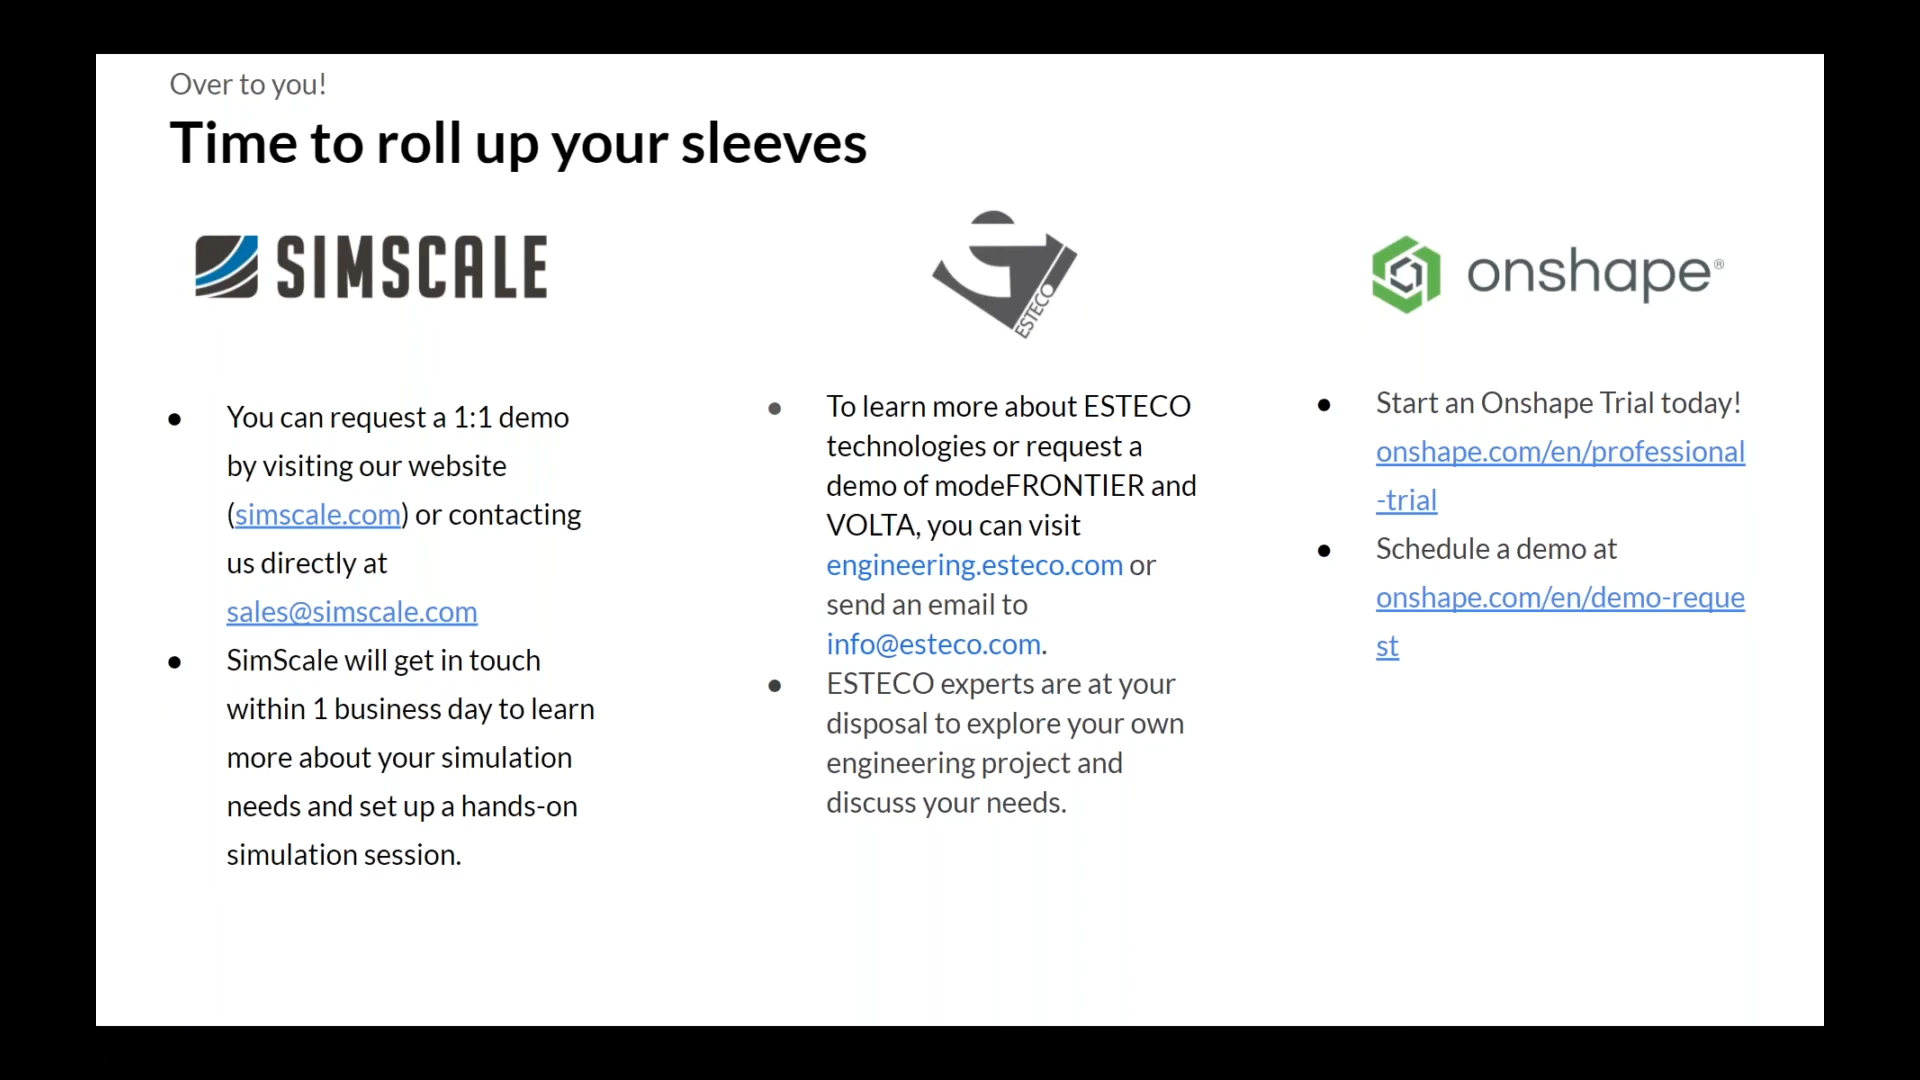 Over to you!
Time to roll up your sleeves
SIMSCALE
● You can request a 1:1 demo
by visiting our website
(simscale.com) or contacting
us directly at
sales@simscale.com
● SimScale will get in touch
within 1 business day to learn
more about your simulation
needs and set up a hands-on
simulation session.
ESTECO
● To learn more about ESTECO
technologies or request a
demo of modeFRONTIER and
VOLTA, you can visit
engineering.esteco.com or
send an email to
info@esteco.com.
● ESTECO experts are at your
disposal to explore your own
engineering project and
discuss your needs.
onshape®
● Start an Onshape Trial today!
onshape.com/en/professional
-trial
● Schedule a demo at
onshape.com/en/demo-reque
st